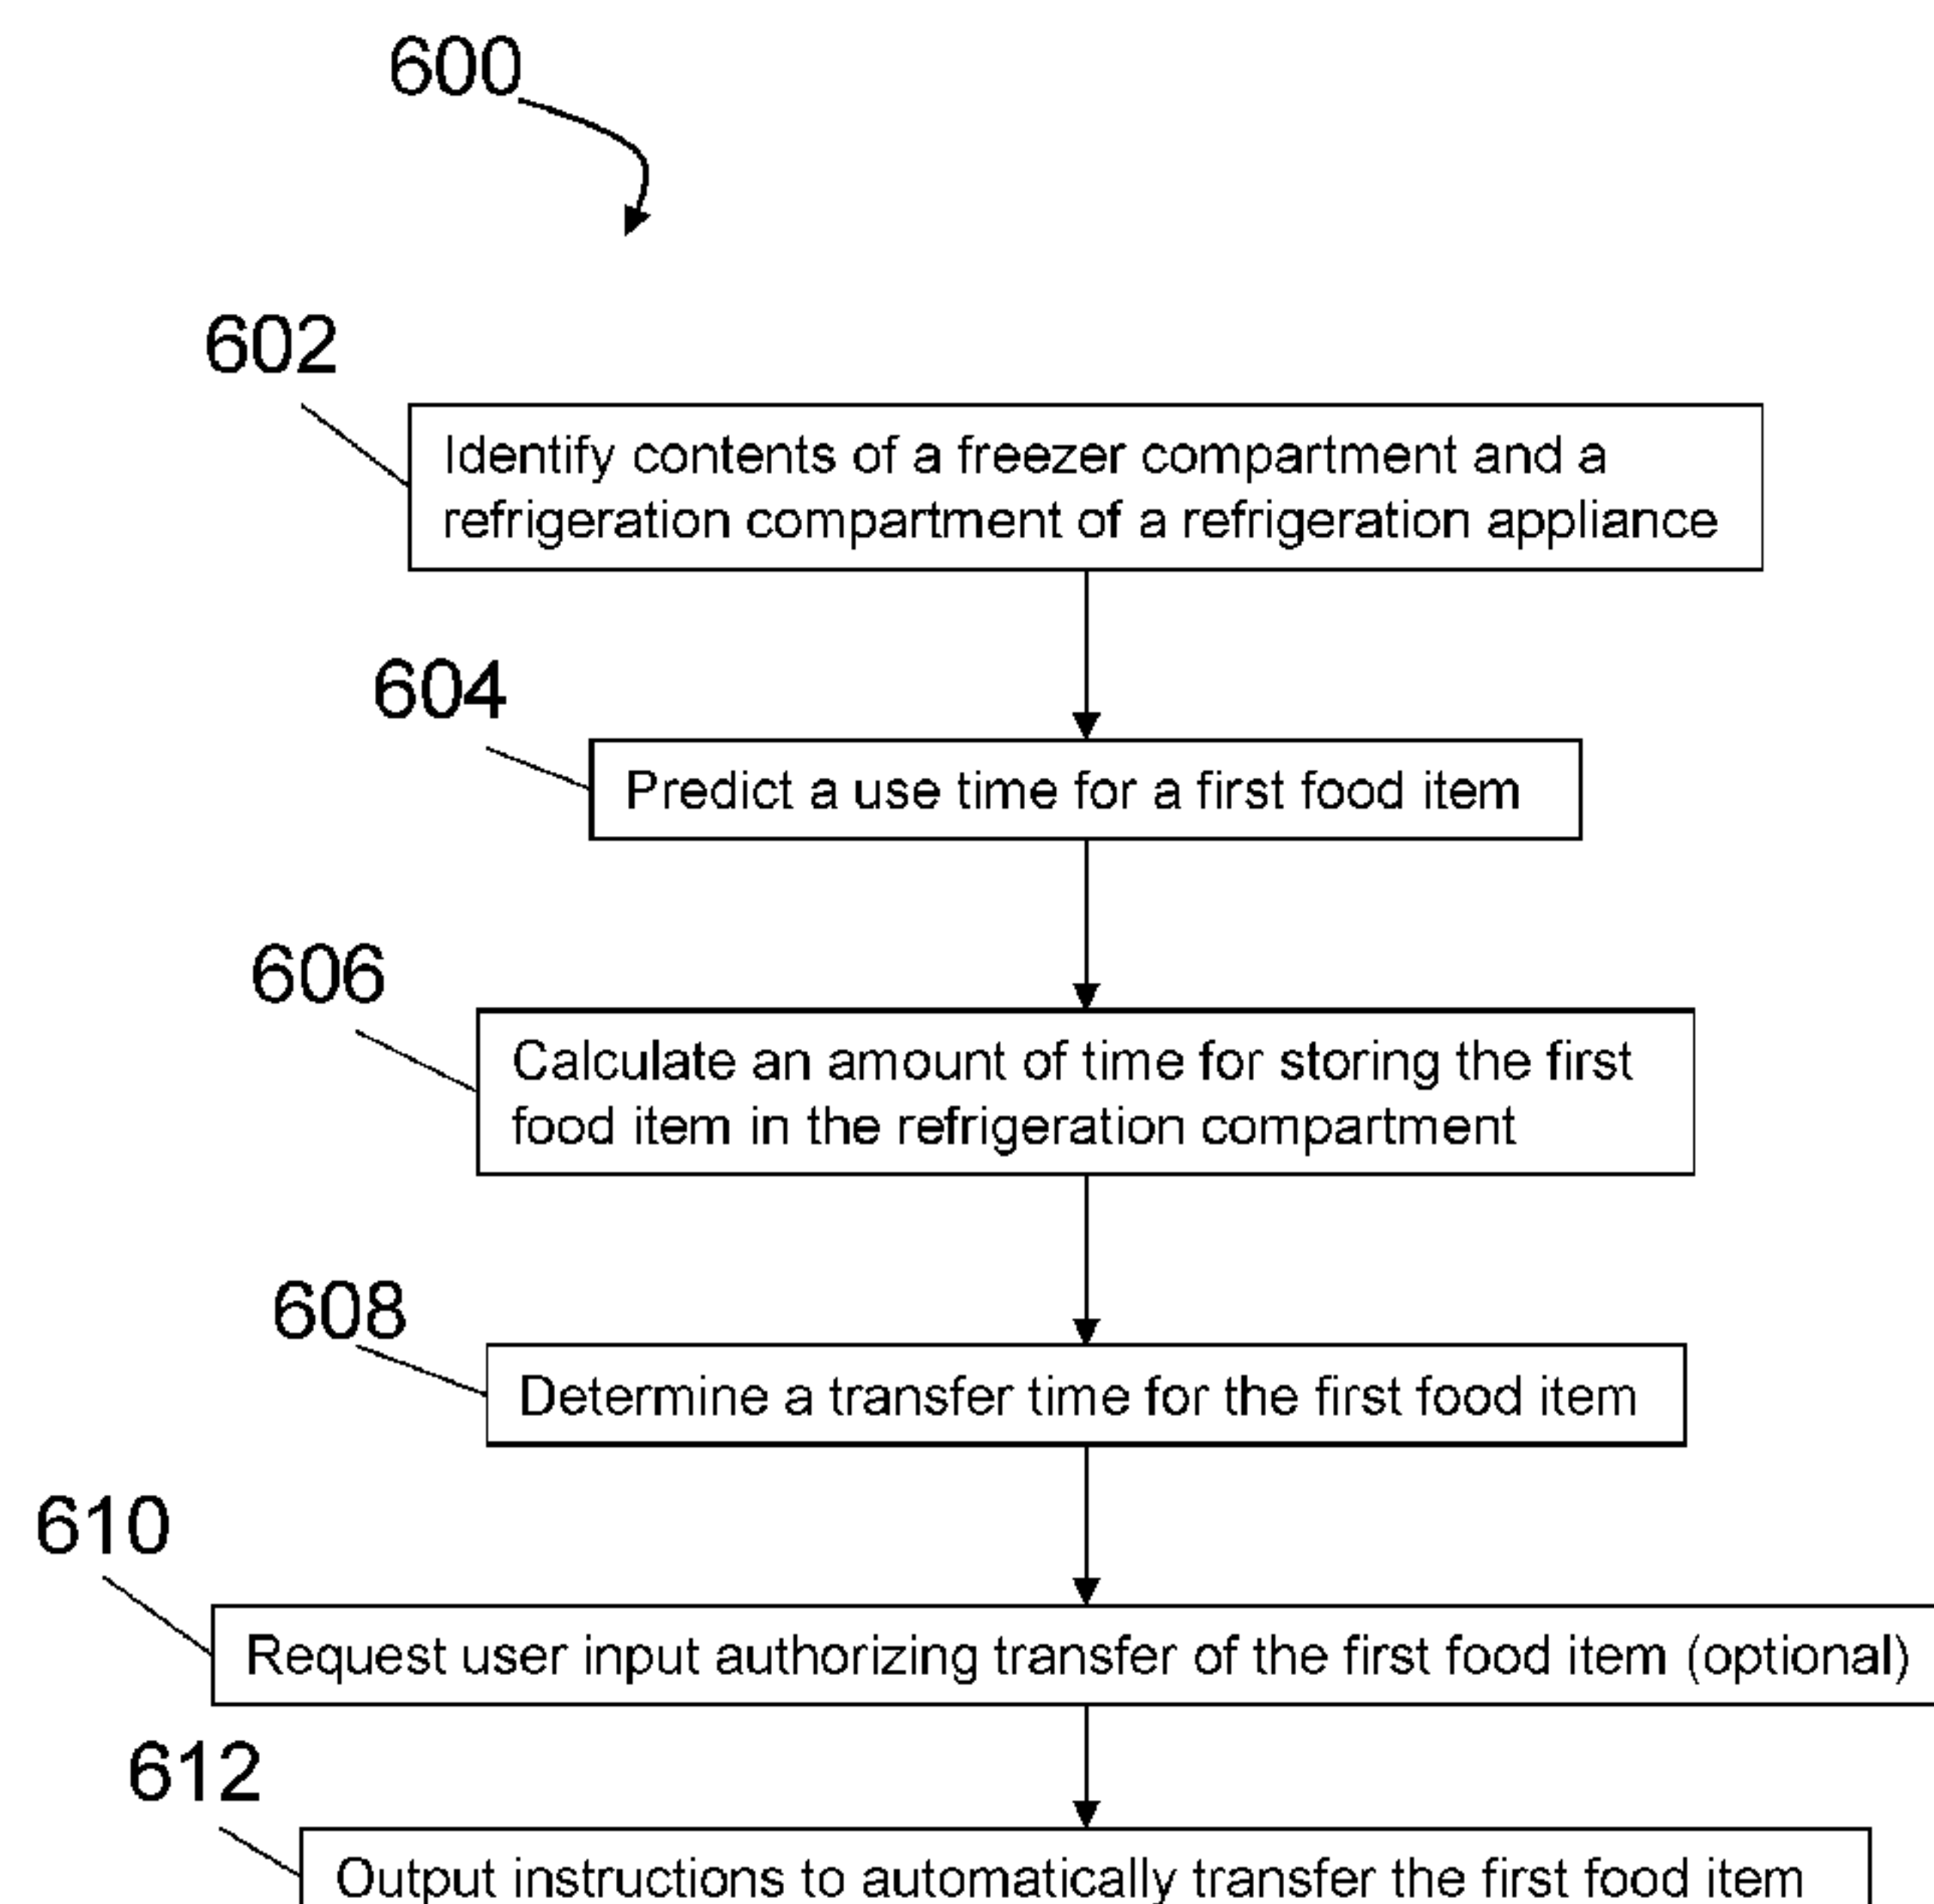 600
602
Identify contents of a freezer compartment and a
refrigeration compartment of a refrigeration appliance
604
Predict a use time for a first food item
606
Calculate an amount of time for storing the first
food item in the refrigeration compartment
608
Determine a transfer time for the first food item
610
Request user input authorizing transfer of the first food item (optional)
612
Output instructions to automatically transfer the first food item